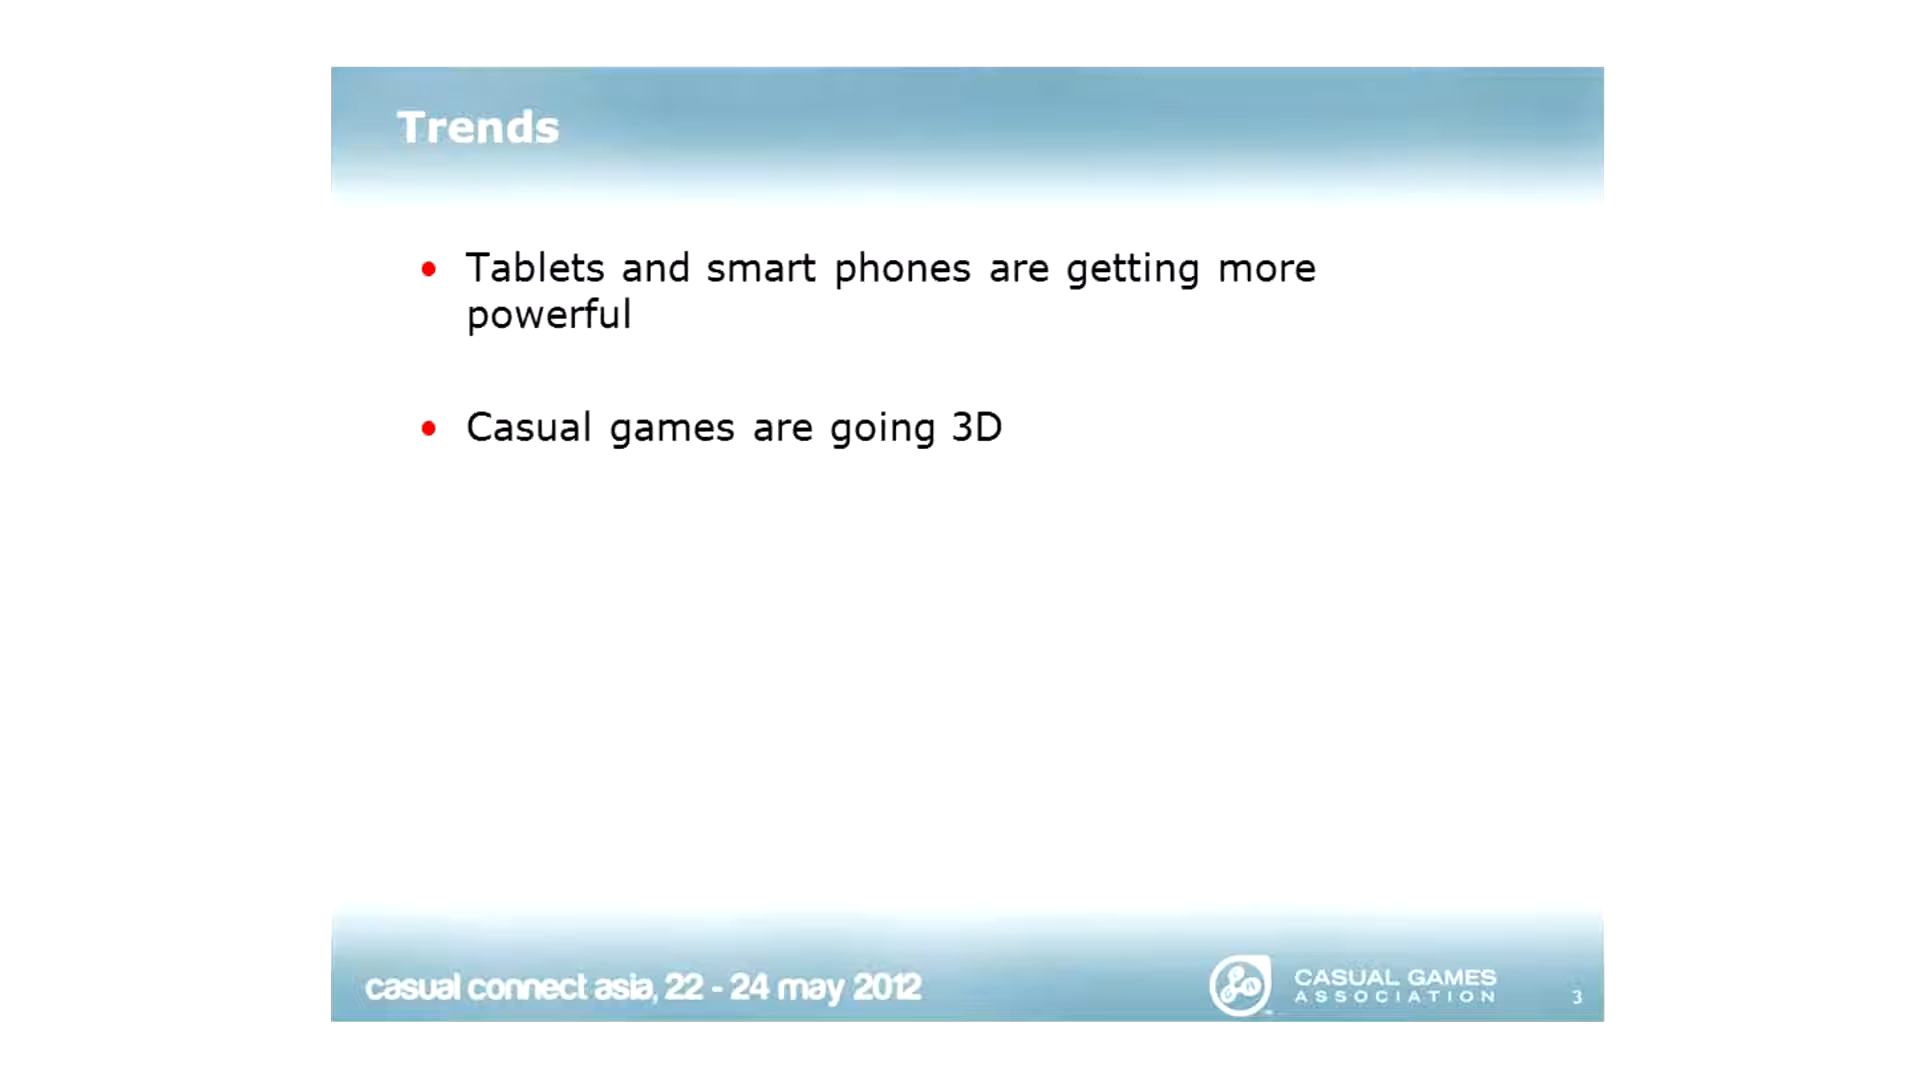 Trends
• Tablets and smart phones are getting more
powerful
• Casual games are going 3D
casual connect asia, 22 - 24 may 2012
CASUAL GAMES
ASSOCIATION
3